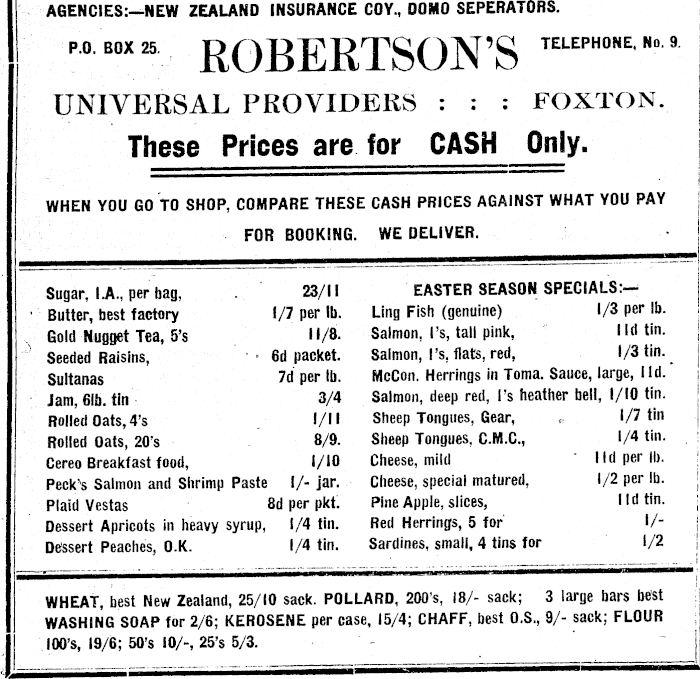 AGENCIES:—NEW ZEALAND INSURANCE COY., DOMO SEPERATORS.
P.O. BOX 25. ROBERTSON'S TELEPHONE, No. 9.
UNIVERSAL PROVIDERS : : : FOXTON.
These Prices are for CASH Only.
WHEN YOU GO TO SHOP, COMPARE THESE CASH PRICES AGAINST WHAT YOU PAY
FOR BOOKING. WE DELIVER.
Sugar, I.A., per bag, 23/11
Butter, best factory 1/7 per lb.
Gold Nugget Tea, 5's 11/8.
Seeded Raisins, 6d packet.
Sultanas 7d per lb.
Jam, 6lb. tin 3/4
Rolled Oats, 4's 1/11
Rolled Oats, 20's 8/9.
Cereo Breakfast food, 1/10
Peck's Salmon and Shrimp Paste 1/- jar.
Plaid Vestas 8d per pkt.
Dessert Apricots in heavy syrup, 1/4 tin.
Dessert Peaches, O.K. 1/4 tin.
EASTER SEASON SPECIALS:—
Ling Fish (genuine) 1/3 per lb.
Salmon, 1's, tall pink, 11d tin.
Salmon, 1's, flats, red, 1/3 tin.
McCon. Herrings in Toma. Sauce, large, 11d.
Salmon, deep red, 1's heather bell, 1/10 tin.
Sheep Tongues, Gear, 1/7 tin
Sheep Tongues, C.M.C., 1/4 tin.
Cheese, mild 11d per lb.
Cheese, special matured, 1/2 per lb.
Pine Apple, slices, 11d tin.
Red Herrings, 5 for 1/-
Sardines, small, 4 tins for 1/2
WHEAT, best New Zealand, 25/10 sack. POLLARD, 200's, 18/- sack; 3 large bars best
WASHING SOAP for 2/6; KEROSENE per case, 15/4; CHAFF, best O.S., 9/- sack; FLOUR
100's, 19/6; 50's 10/-, 25's 5/3.